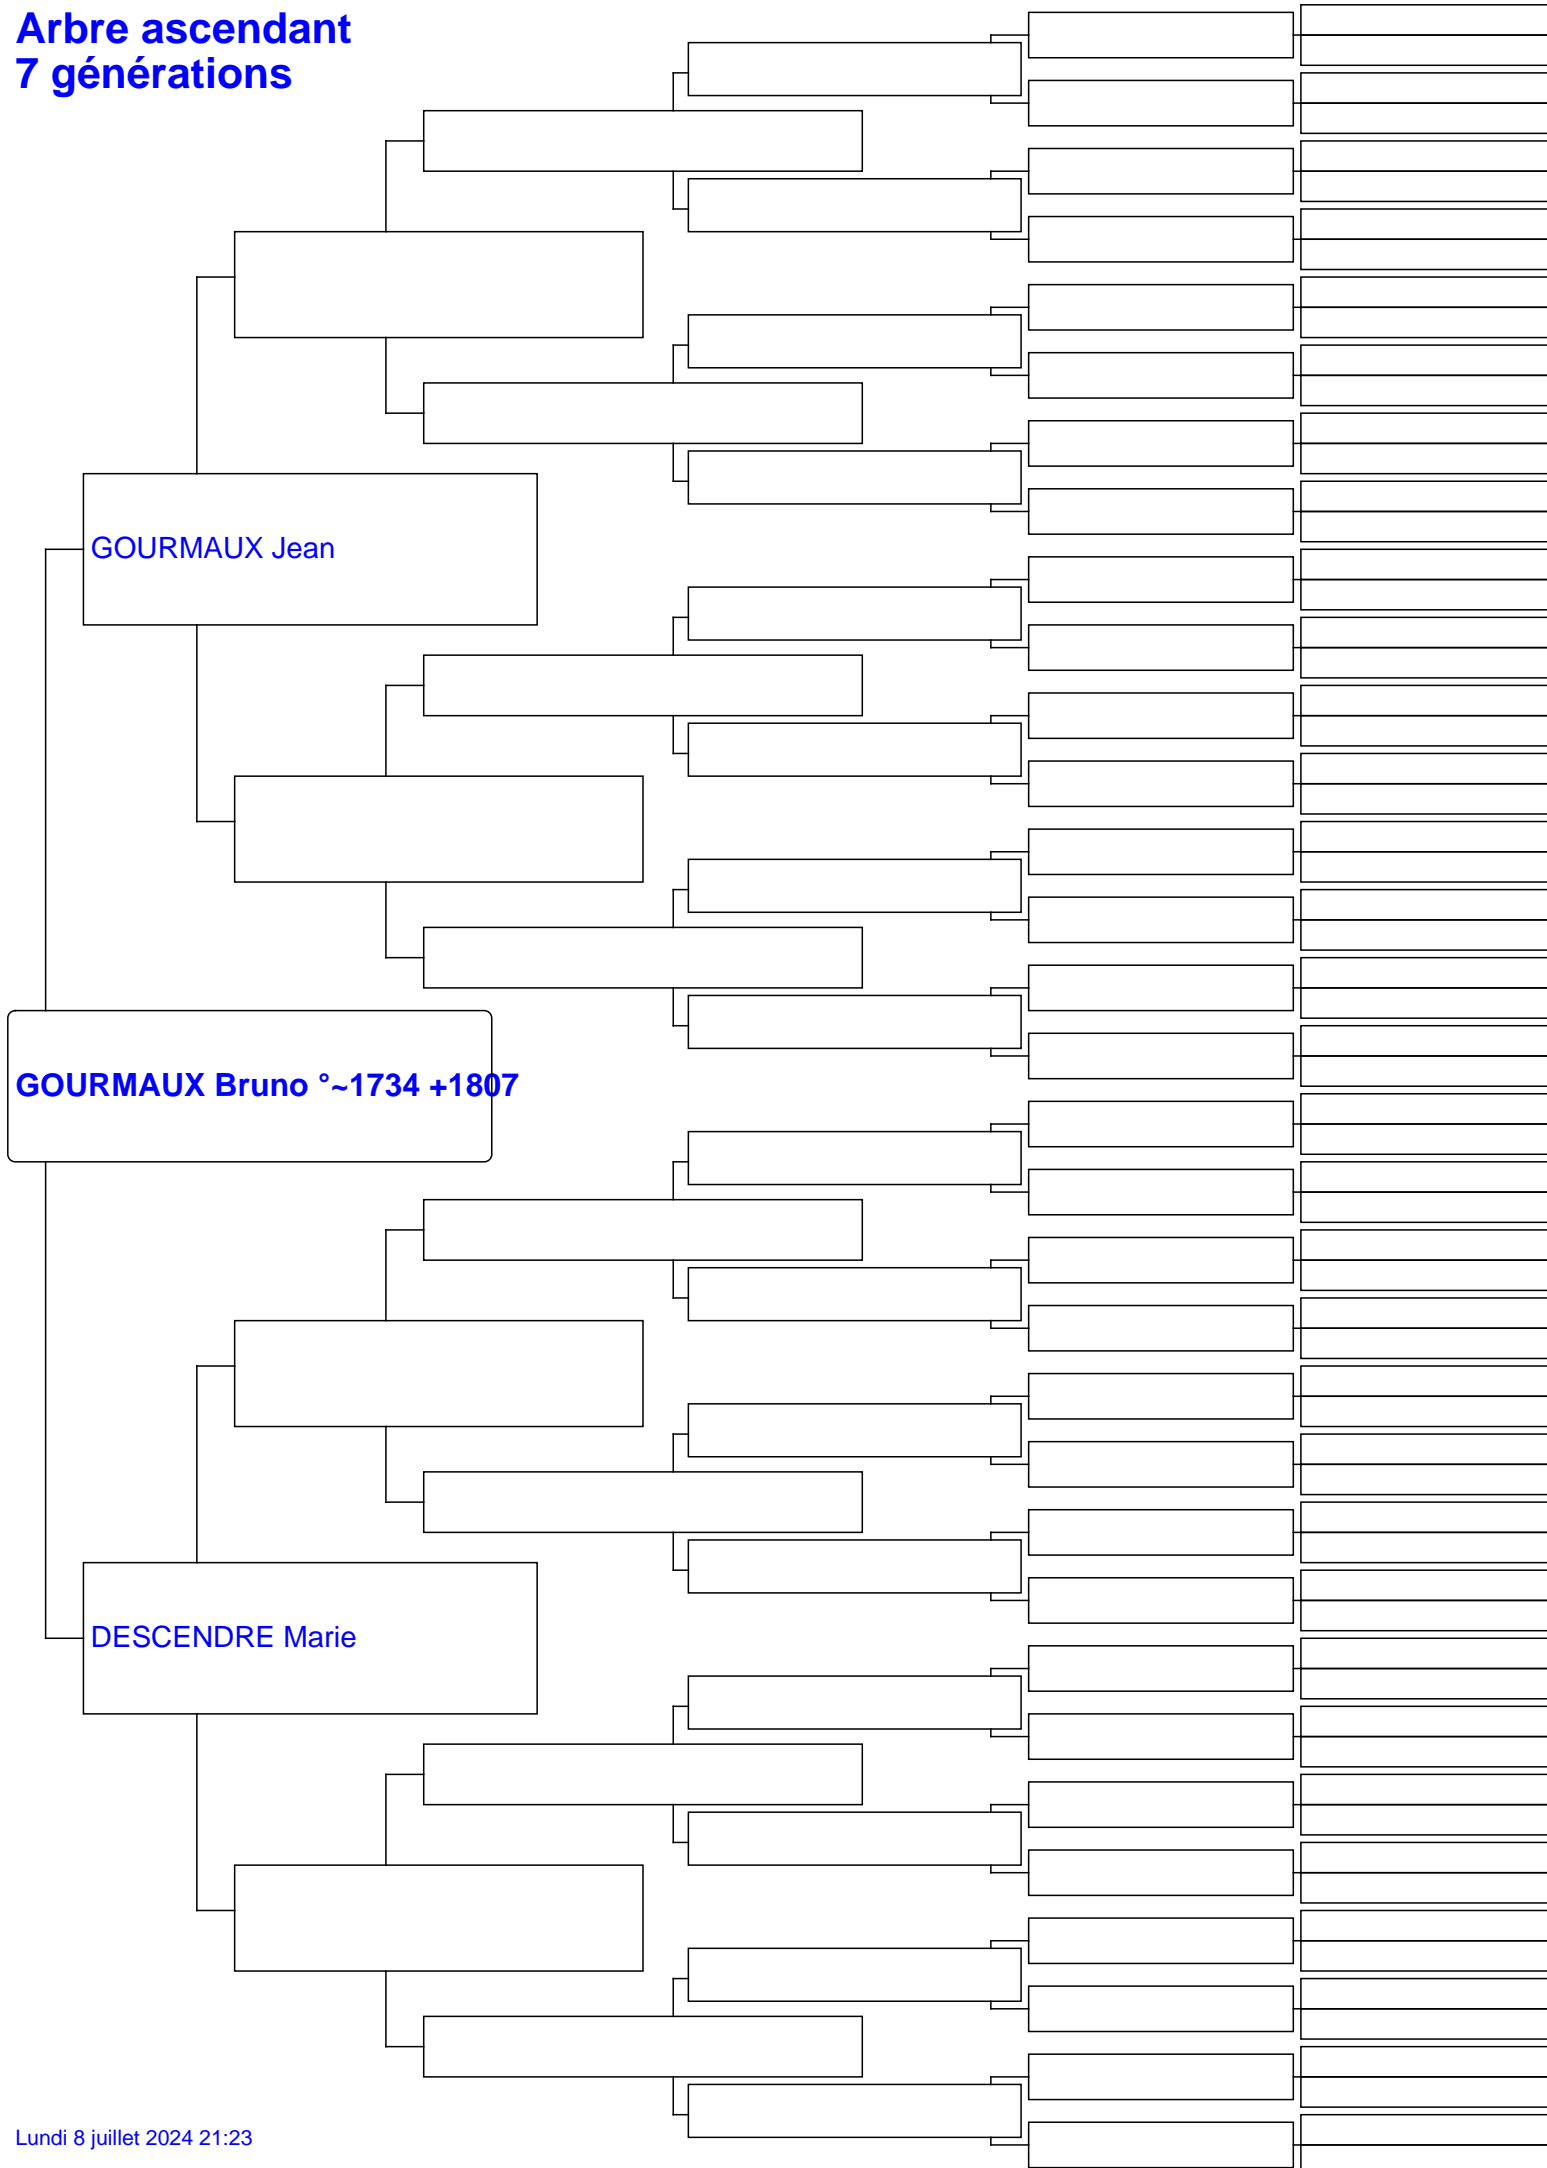 Arbre ascendant
7 générations
GOURMAUX Jean
GOURMAUX Bruno °~1734 +1807
DESCENDRE Marie
Lundi 8 juillet 2024 21:23